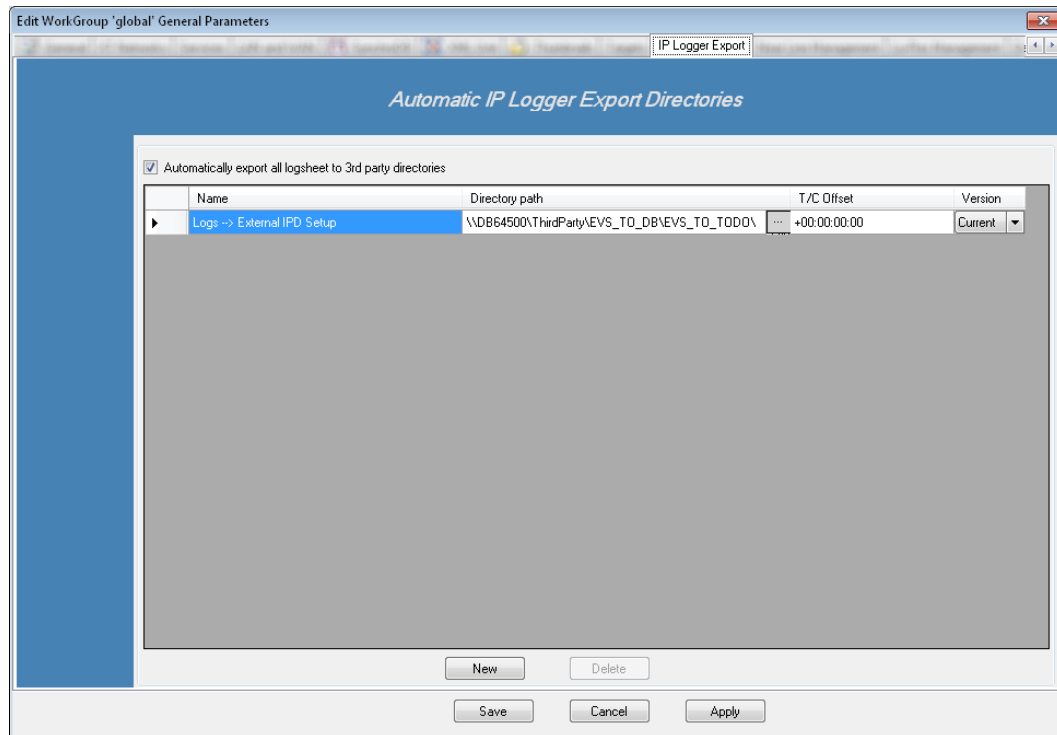 Edit WorkGroup 'global' General Parameters
IP Logger Export
Automatic IP Logger Export Directories
Automatically export all logsheet to 3rd party directories
Name Directory path T/C Offset Version
Logs --> External IPD Setup \\DB64500\ThirdParty\EVS_TO_DB\EVS_TO_TODO\ ... +00:00:00:00 Current
New Delete
Save Cancel Apply